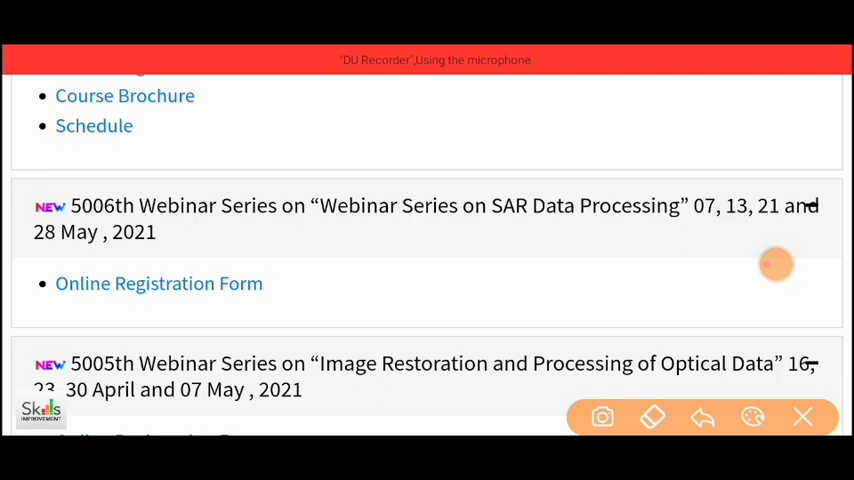 "DU Recorder",Using the microphone
Course Brochure
Schedule
NEW 5006th Webinar Series on “Webinar Series on SAR Data Processing” 07, 13, 21 and
28 May , 2021
Online Registration Form
NEW 5005th Webinar Series on “Image Restoration and Processing of Optical Data” 16,
23, 30 April and 07 May , 2021
Skills
IMPROVEMENT